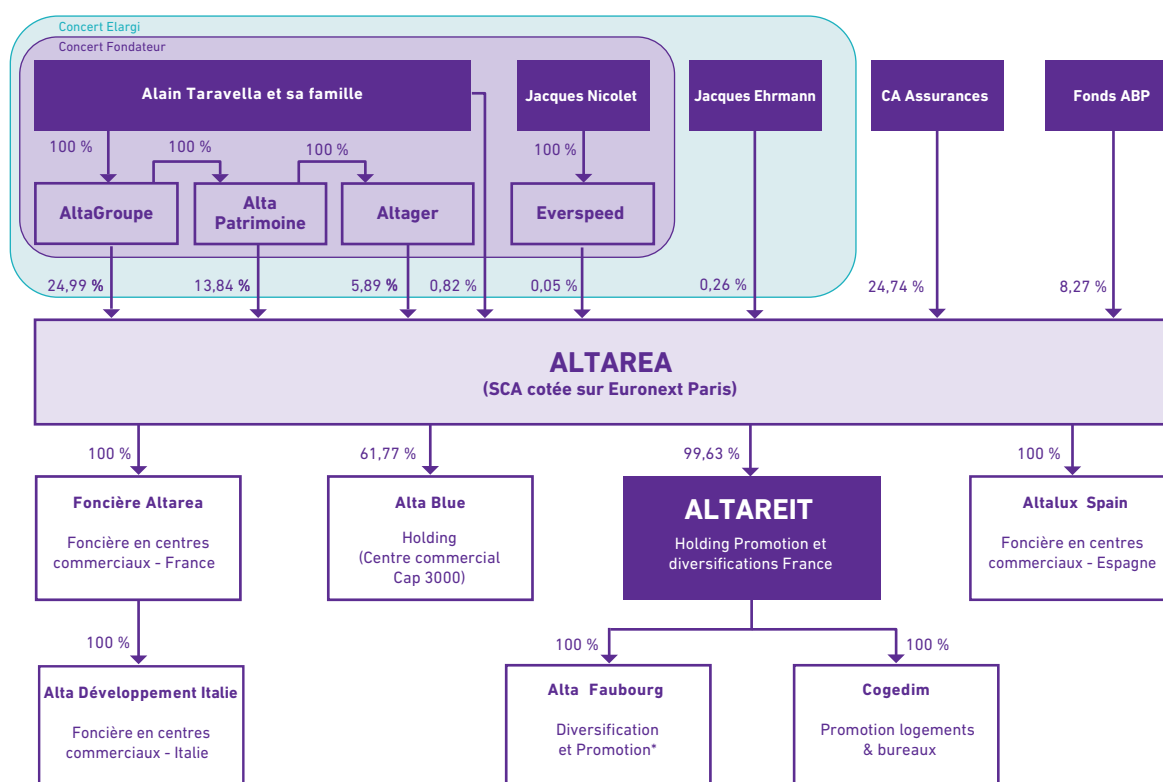 Concert Elargi
Concert Fondateur
Alain Taravella et sa famille
Jacques Nicolet
Jacques Ehrmann
CA Assurances
Fonds ABP
100 %
100 %
100 %
100 %
AltaGroupe
Alta
Patrimoine
Altager
Everspeed
24,99 %
13,84 %
5,89 %
0,82 %
0,05 %
0,26 %
24,74 %
8,27 %
ALTAREA
(SCA cotée sur Euronext Paris)
100 %
61,77 %
99,63 %
100 %
Foncière Altarea
Foncière en centres
commerciaux - France
Alta Blue
Holding
(Centre commercial
Cap 3000)
ALTAREIT
Holding Promotion et
diversifications France
Altalux Spain
Foncière en centres
commerciaux - Espagne
100 %
100 %
100 %
Alta Développement Italie
Foncière en centres
commerciaux - Italie
Alta Faubourg
Diversification
et Promotion*
Cogedim
Promotion logements
& bureaux